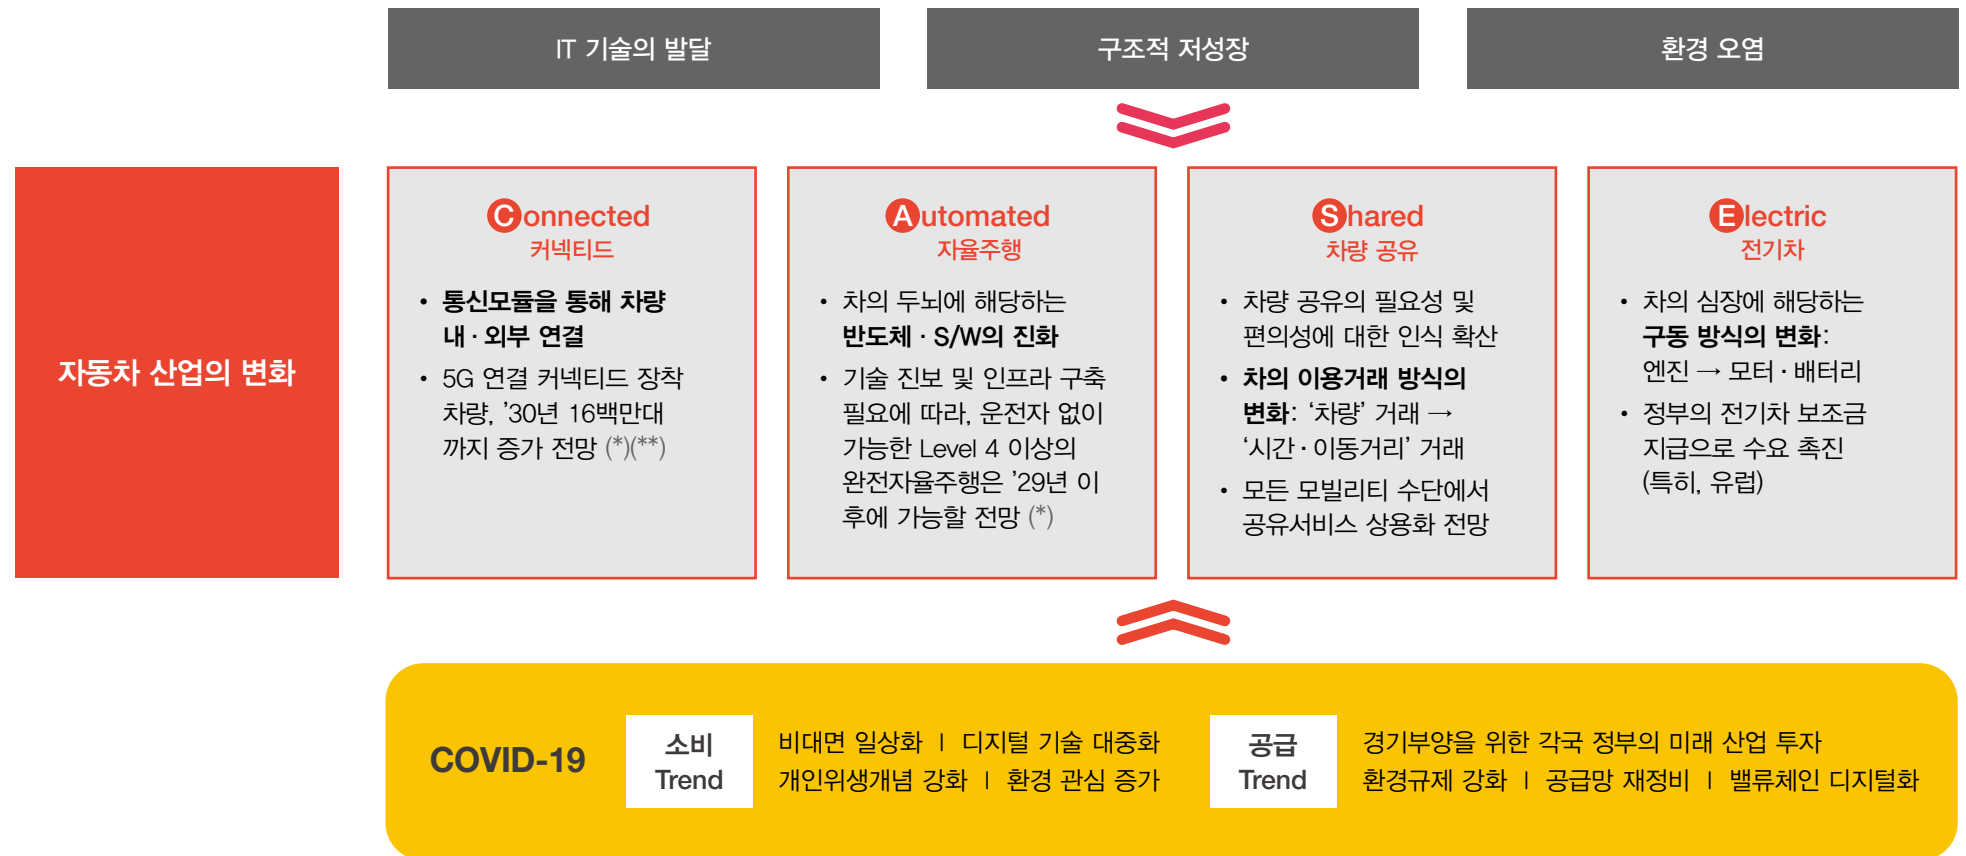 IT 기술의 발달
구조적 저성장
환경 오염
자동차 산업의 변화
Connected
커넥티드
• 통신모듈을 통해 차량
내·외부 연결
• 5G 연결 커넥티드 장착
차량, ’30년 16백만대
까지 증가 전망 (*)(**)
Automated
자율주행
• 차의 두뇌에 해당하는
반도체·S/W의 진화
• 기술 진보 및 인프라 구축
필요에 따라, 운전자 없이
가능한 Level 4 이상의
완전자율주행은 ’29년 이
후에 가능할 전망 (*)
Shared
차량 공유
• 차량 공유의 필요성 및
편의성에 대한 인식 확산
• 차의 이용거래 방식의
변화: ‘차량’ 거래 →
‘시간·이동거리’ 거래
• 모든 모빌리티 수단에서
공유서비스 상용화 전망
Electric
전기차
• 차의 심장에 해당하는
구동 방식의 변화:
엔진 → 모터·배터리
• 정부의 전기차 보조금
지급으로 수요 촉진
(특히, 유럽)
COVID-19
소비
Trend
비대면 일상화 | 디지털 기술 대중화
개인위생개념 강화 | 환경 관심 증가
공급
Trend
경기부양을 위한 각국 정부의 미래 산업 투자
환경규제 강화 | 공급망 재정비 | 밸류체인 디지털화